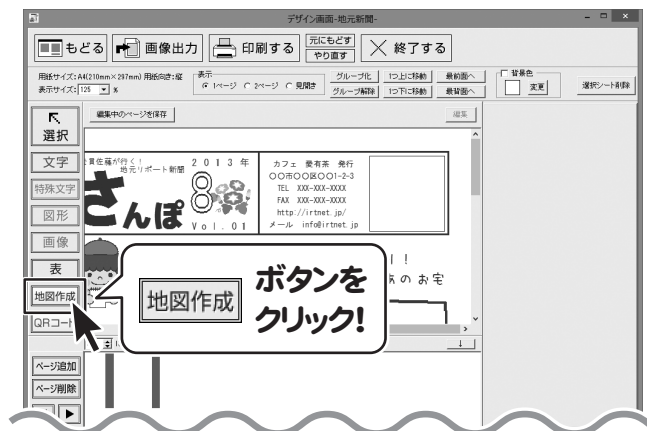 デザイン画面-地元新聞-
もどる 画像出力 印刷する 元にもどす やり直す 終了する
用紙サイズ:A4(210mm×297mm) 用紙向き:縦
表示サイズ: 125 %
表示
1ページ 2ページ 見開き
グループ化 1つ上に移動 最前面へ
グループ解除 1つ下に移動 最背面へ
背景色
変更
選択シート削除
選択
文字
特殊文字
図形
画像
表
地図作成
QRコード
ページ追加
ページ削除
編集中のページを保存
編集
佐藤が行く!
地元リポート新聞
さんぽ
2013年
8
Vol.01
カフェ 愛有茶 発行
〇〇市〇〇区〇〇1-2-3
TEL XXX-XXX-XXXX
FAX XXX-XXX-XXXX
http://irtnet.jp/
メール info@irtnet.jp
!!
のお宅
地図作成
ボタンを
クリック!